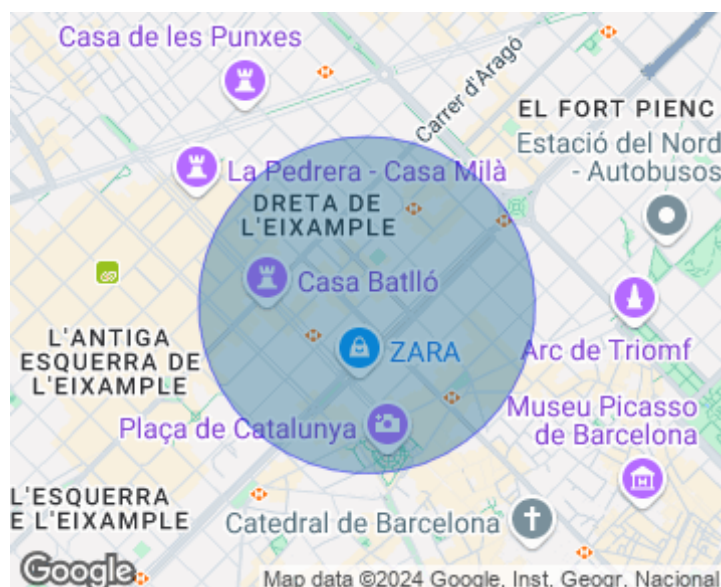 Casa de les Punxes
Carrer d'Aragó
EL FORT PIENC
Estació del Nord
- Autobusos
La Pedrera - Casa Milà
DRETA DE
L'EIXAMPLE
Casa Batlló
L'ANTIGA
ESQUERRA DE
L'EIXAMPLE
ZARA
Arc de Triomf
Plaça de Catalunya
Museu Picasso
de Barcelona
L'ESQUERRA
E L'EIXAMPLE
Catedral de Barcelona
Google
Map data ©2024 Google, Inst. Geogr. Nacional